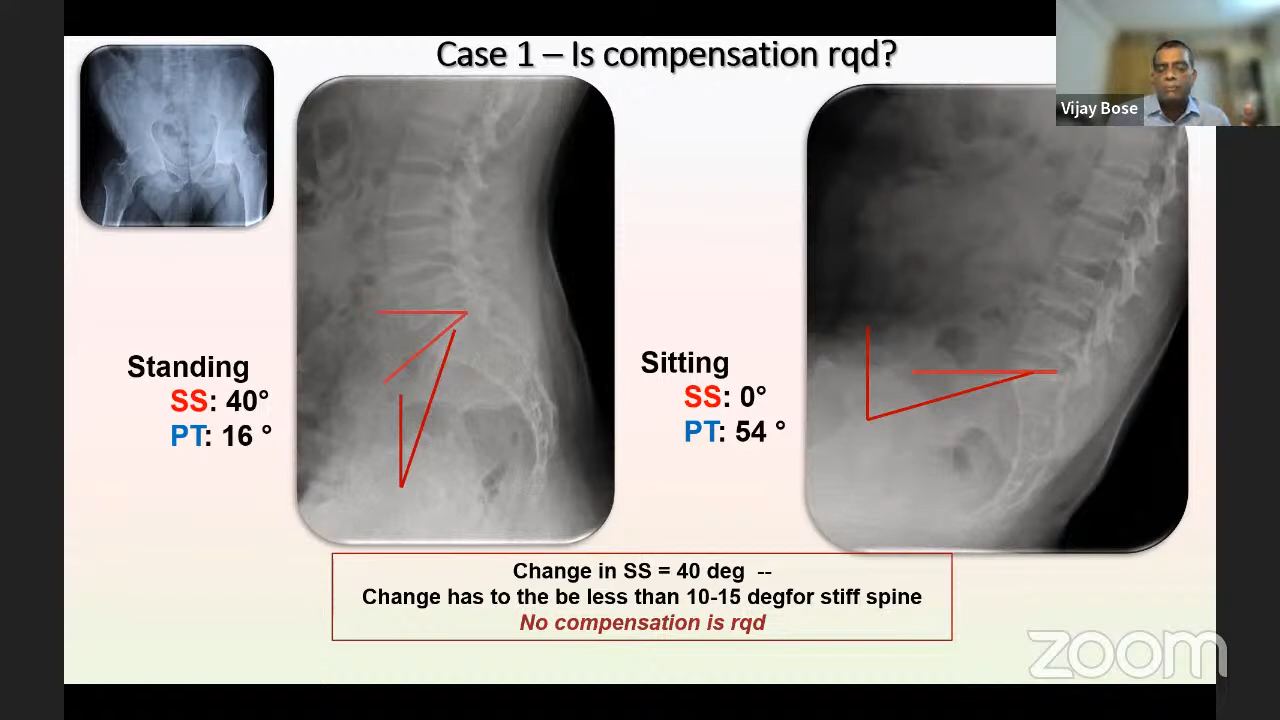 Case 1 – Is compensation rqd?
Vijay Bose
Standing
SS: 40°
PT: 16 °
Sitting
SS: 0°
PT: 54 °
Change in SS = 40 deg --
Change has to the be less than 10-15 degfor stiff spine
No compensation is rqd
zoom